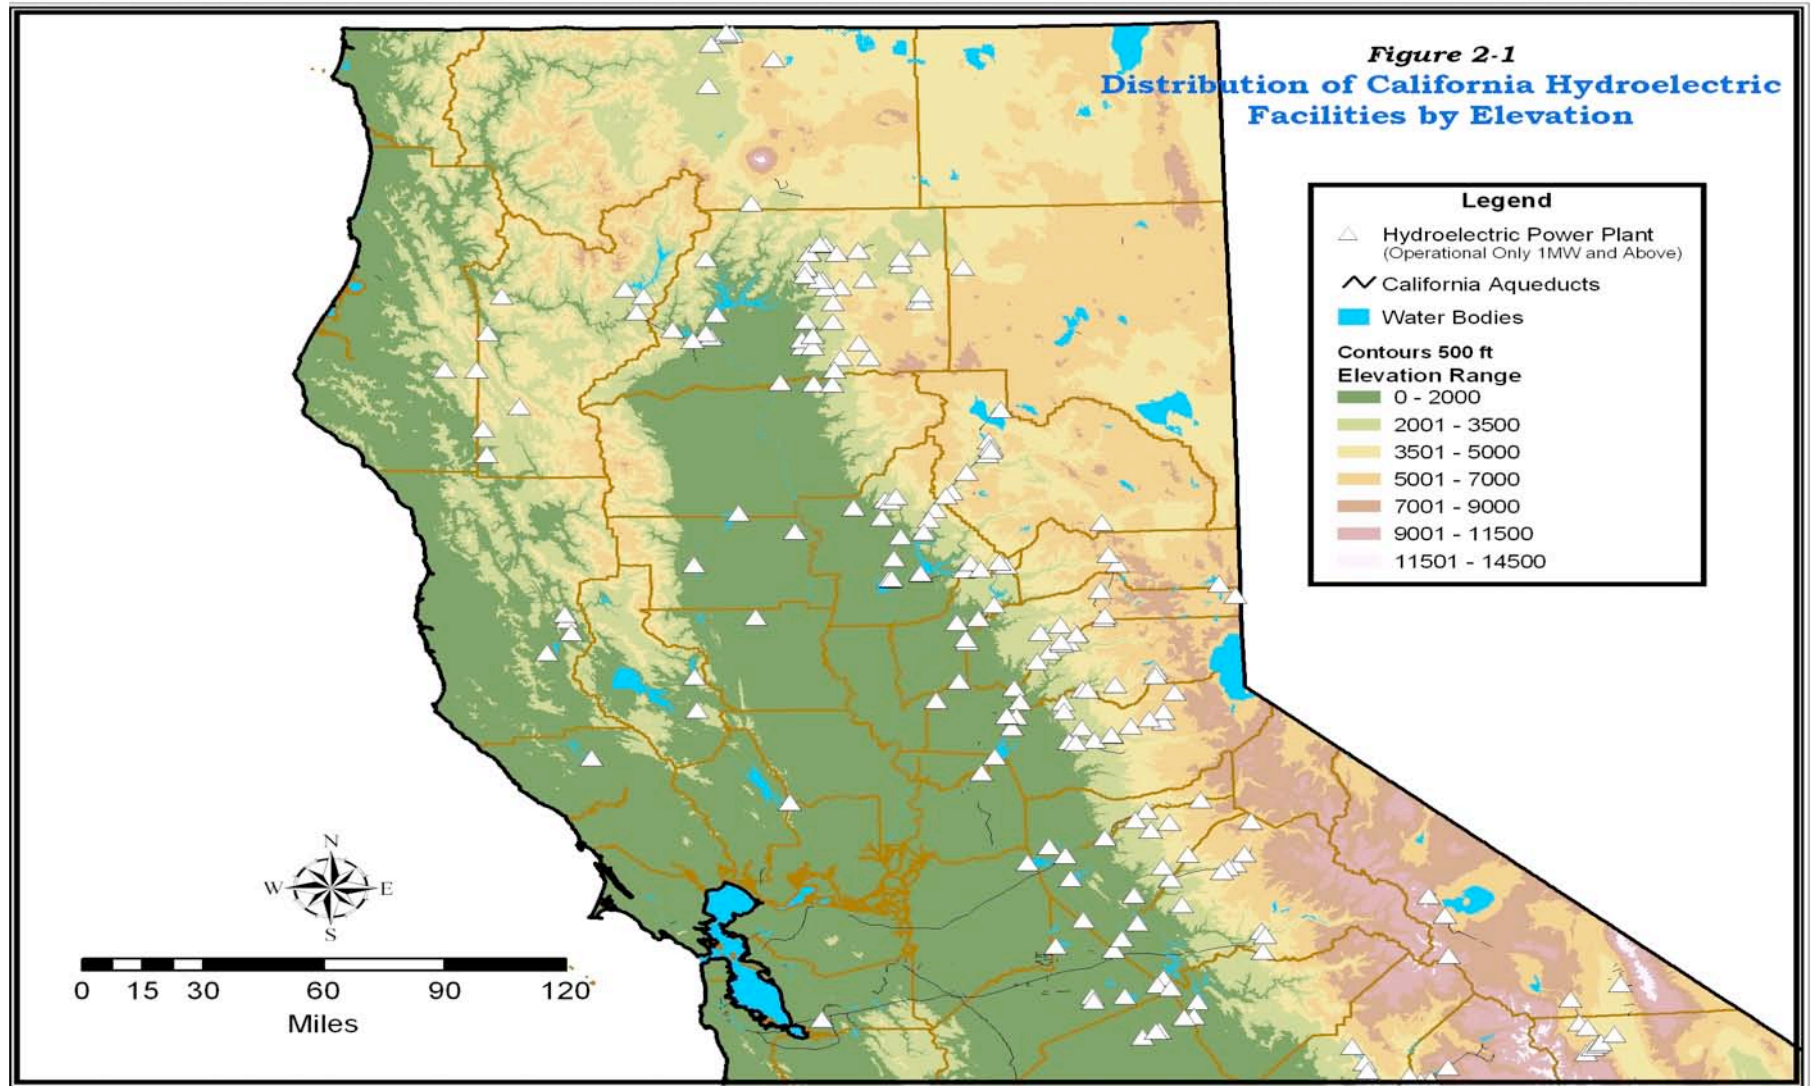 Figure 2-1
Distribution of California Hydroelectric
Facilities by Elevation
Legend
Hydroelectric Power Plant
(Operational Only 1MW and Above)
California Aqueducts
Water Bodies
Contours 500 ft
Elevation Range
0 - 2000
2001 - 3500
3501 - 5000
5001 - 7000
7001 - 9000
9001 - 11500
11501 - 14500
N
W E
S
0 15 30 60 90 120
Miles